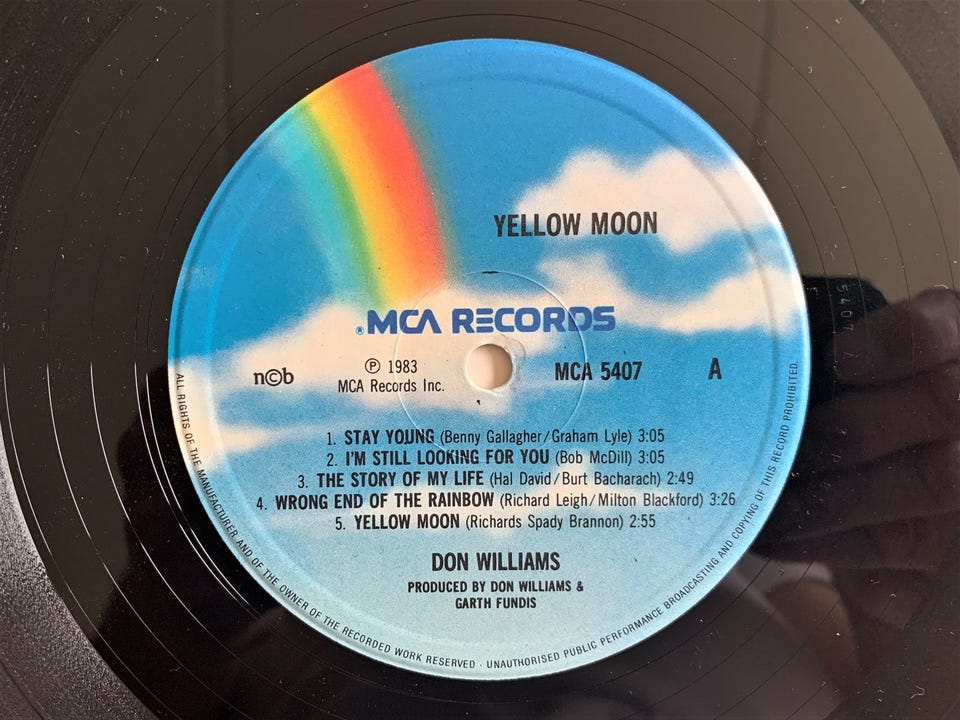 YELLOW MOON
®.MCA RECORDS
n©b
℗ 1983
MCA Records Inc.
MCA 5407
A
1. STAY YOUNG (Benny Gallagher/Graham Lyle) 3:05
2. I'M STILL LOOKING FOR YOU (Bob McDill) 3:05
3. THE STORY OF MY LIFE (Hal David/Burt Bacharach) 2:49
4. WRONG END OF THE RAINBOW (Richard Leigh/Milton Blackford) 3:26
5. YELLOW MOON (Richards Spady Brannon) 2:55
DON WILLIAMS
PRODUCED BY DON WILLIAMS &
GARTH FUNDIS
ALL RIGHTS OF THE MANUFACTURER AND OF THE OWNER OF THE RECORDED WORK RESERVED · UNAUTHORISED PUBLIC PERFORMANCE BROADCASTING AND COPYING OF THIS RECORD PROHIBITED
5407 A